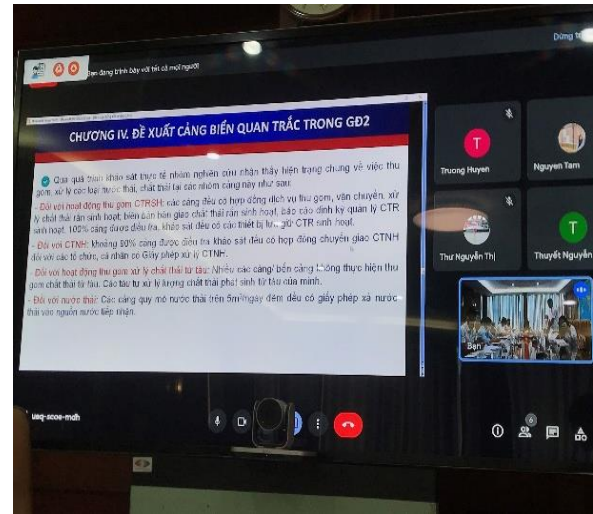 Dừng
Bạn đang trình bày với tất cả mọi người
CHƯƠNG IV. ĐỀ XUẤT CẢNG BIỂN QUAN TRẮC TRONG GĐ2
Qua quá trình khảo sát thực tế nhóm nghiên cứu nhận thấy hiện trạng chung về việc thu
gom, xử lý các loại nước thải, chất thải tại các nhóm cảng này như sau:
- Đối với hoạt động thu gom CTRSH: các cảng đều có hợp đồng dịch vụ thu gom, vân chuyển, xử
lý chất thải rắn sinh hoạt; biên bản bàn giao chất thải rắn sinh hoạt, báo cáo định kỳ quản lý CTR
sinh hoạt. 100% cảng được điều tra, khảo sát đều có các thiết bị lưu giữ CTR sinh hoạt.
- Đối với CTNH: khoảng 90% cảng được điều tra khảo sát đều có hợp đồng chuyển giao CTNH
đối với các tổ chức, cá nhân có Giấy phép xử lý CTNH.
- Đối với hoạt động thu gom xử lý chất thải từ tàu: Nhiều các cảng/ bến cảng không thực hiện thu
gom chất thải từ tàu. Các tàu tự xử lý lượng chất thải phát sinh từ tàu của mình.
- Đối với nước thải: Các cảng quy mô nước thải trên 5m³/ngày đêm đều có giấy phép xả nước
thải vào nguồn nước tiếp nhận.
T
Truong Huyen
Nguyen Tam
Thư Nguyễn Thị
T
Thuyết Nguyễn
Bạn
usq-scoe-mdh
6